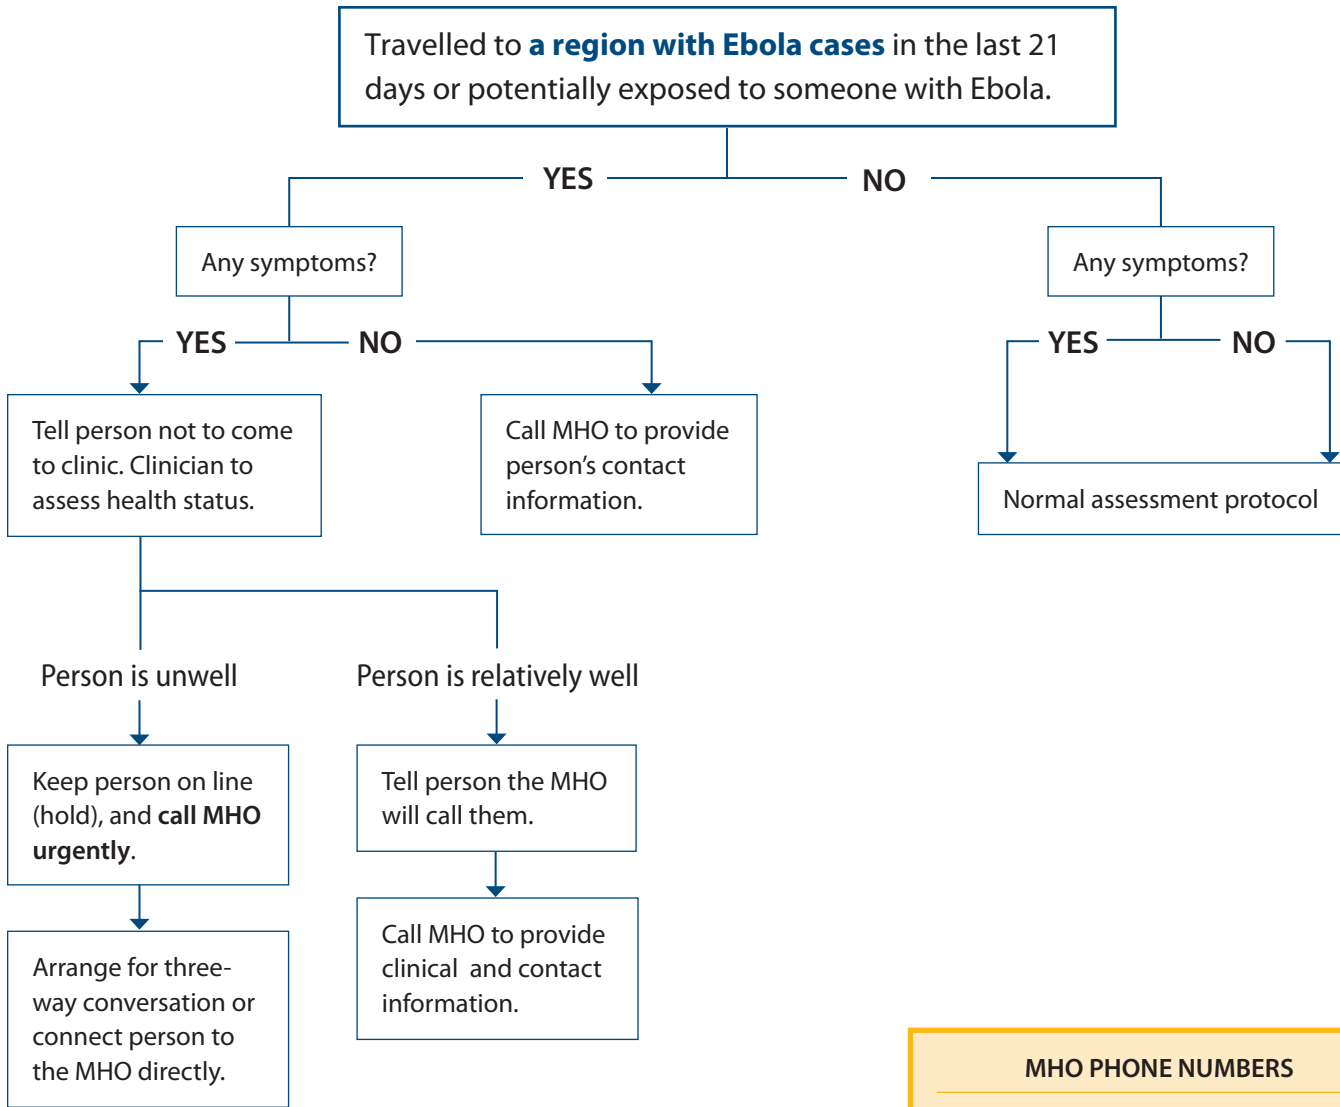 Travelled to a region with Ebola cases in the last 21
days or potentially exposed to someone with Ebola.
YES
NO
Any symptoms?
Any symptoms?
YES
NO
YES
NO
Tell person not to come
to clinic. Clinician to
assess health status.
Call MHO to provide
person's contact
information.
Normal assessment protocol
Person is unwell
Person is relatively well
Keep person on line
(hold), and call MHO
urgently.
Tell person the MHO
will call them.
Arrange for three-
way conversation or
connect person to
the MHO directly.
Call MHO to provide
clinical and contact
information.
MHO PHONE NUMBERS